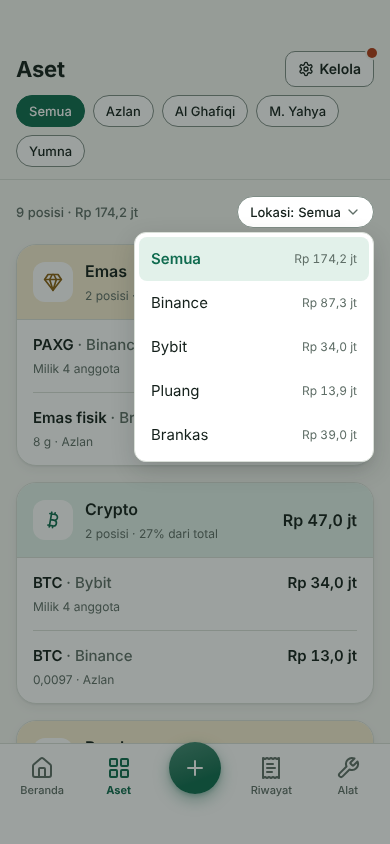 Aset
Kelola
Semua
Azlan
Al Ghafiqi
M. Yahya
Yumna
9 posisi · Rp 174,2 jt
Lokasi: Semua
Semua Rp 174,2 jt
Binance Rp 87,3 jt
Bybit Rp 34,0 jt
Pluang Rp 13,9 jt
Brankas Rp 39,0 jt
Emas
2 posisi ·
PAXG · Binanc
Milik 4 anggota
Emas fisik · Br
8 g · Azlan
Crypto
2 posisi · 27% dari total
Rp 47,0 jt
BTC · Bybit Rp 34,0 jt
Milik 4 anggota
BTC · Binance Rp 13,0 jt
0,0097 · Azlan
Beranda
Aset
Riwayat
Alat